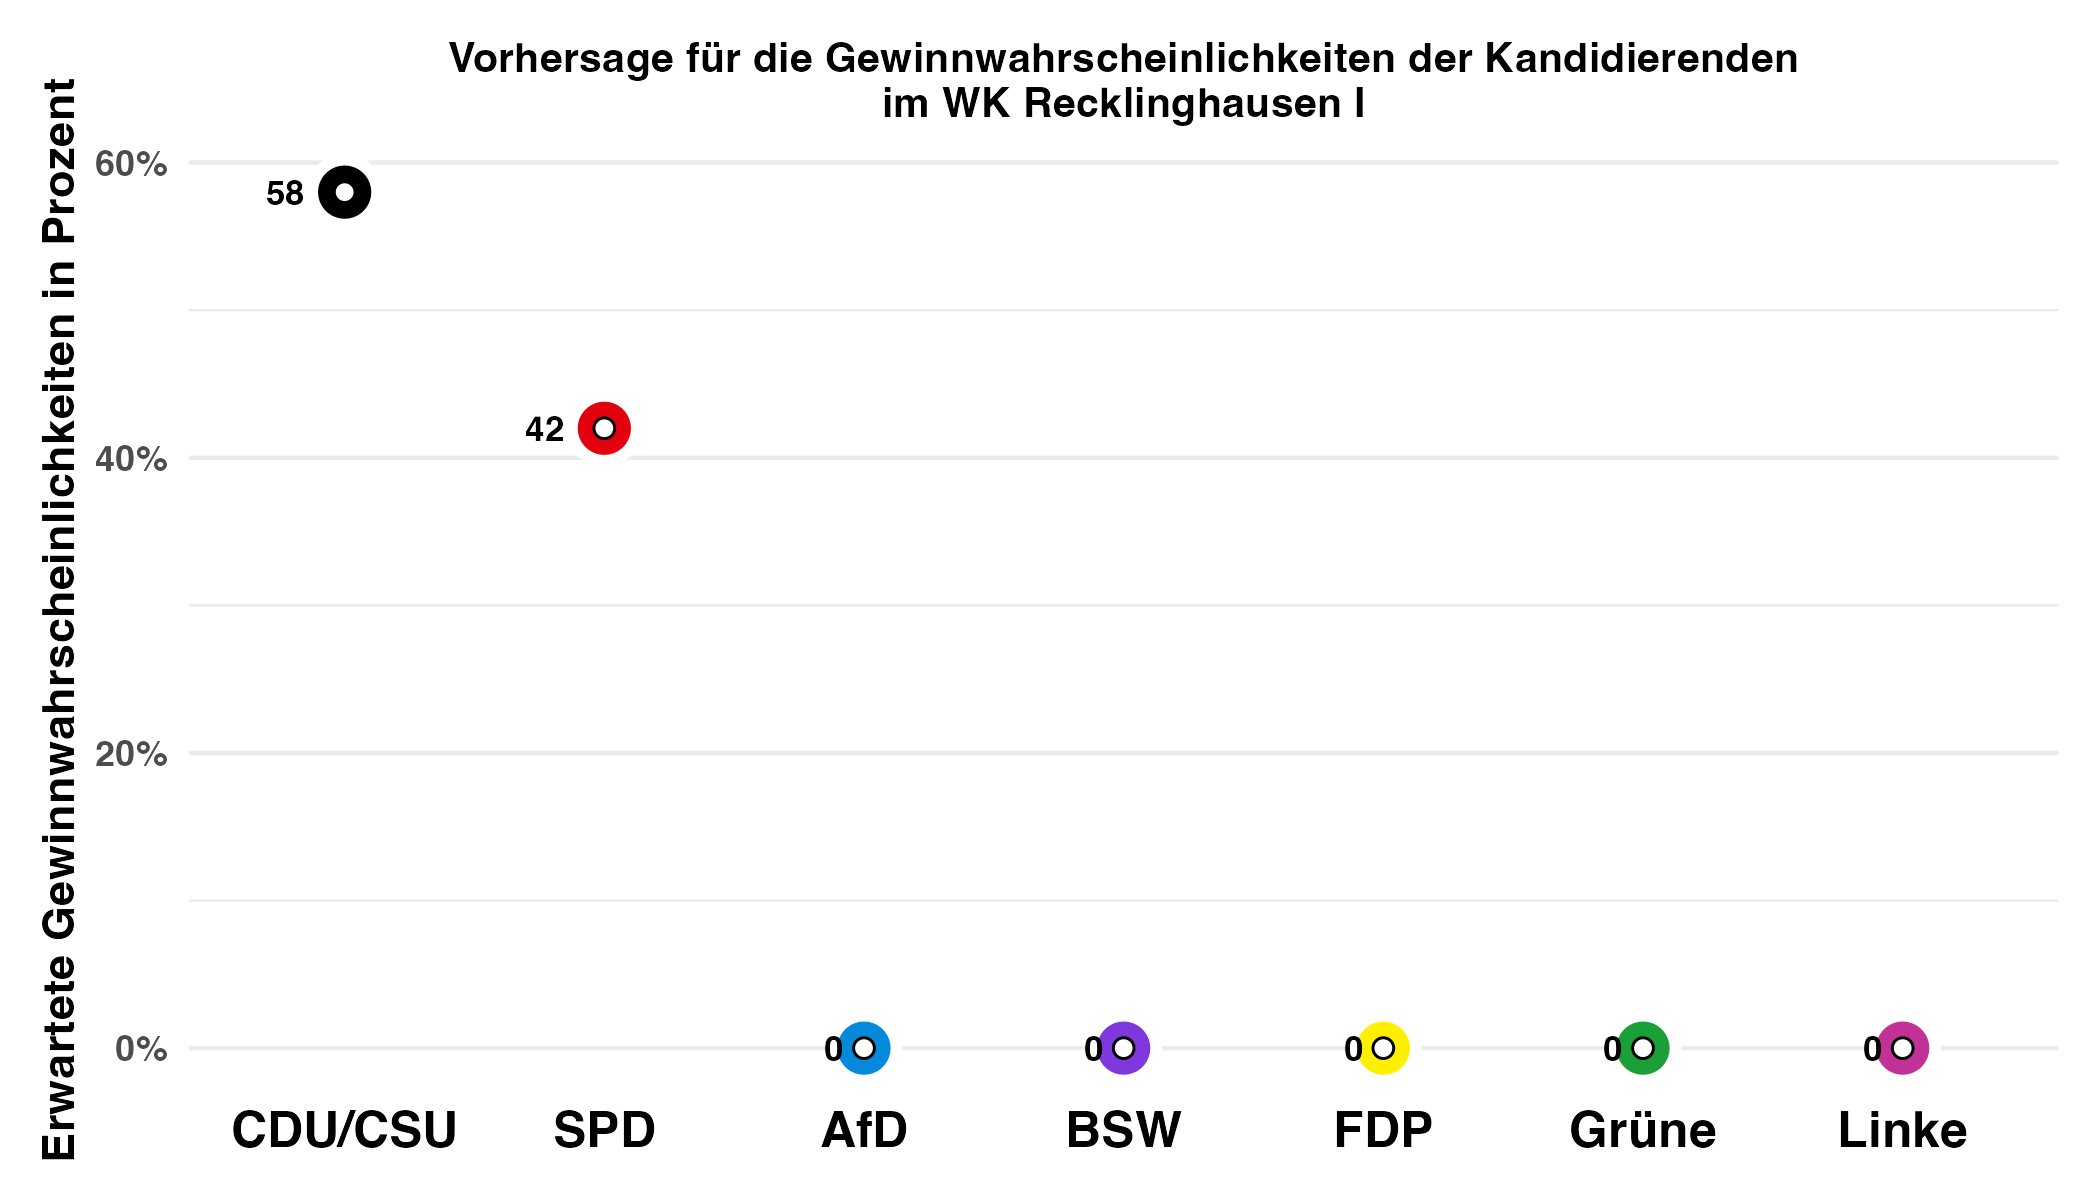 Vorhersage für die Gewinnwahrscheinlichkeiten der Kandidierenden
im WK Recklinghausen I
Erwartete Gewinnwahrscheinlichkeiten in Prozent
60%
40%
20%
0%
58
42
0
0
0
0
0
CDU/CSU
SPD
AfD
BSW
FDP
Grüne
Linke